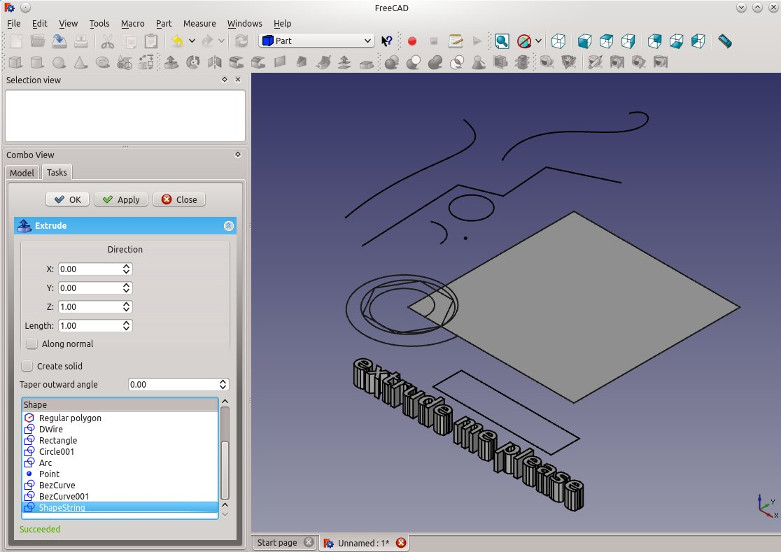 FreeCAD
File Edit View Tools Macro Part Measure Windows Help
Part
Selection view
Combo View
Model Tasks
OK Apply Close
Extrude
Direction
X: 0.00
Y: 0.00
Z: 1.00
Length: 1.00
Along normal
Create solid
Taper outward angle 0.00
Shape
Regular polygon
DWire
Rectangle
Circle001
Arc
Point
BezCurve
BezCurve001
ShapeString
Succeeded
extrude me please
Y
Z
X
Start page Unnamed : 1*